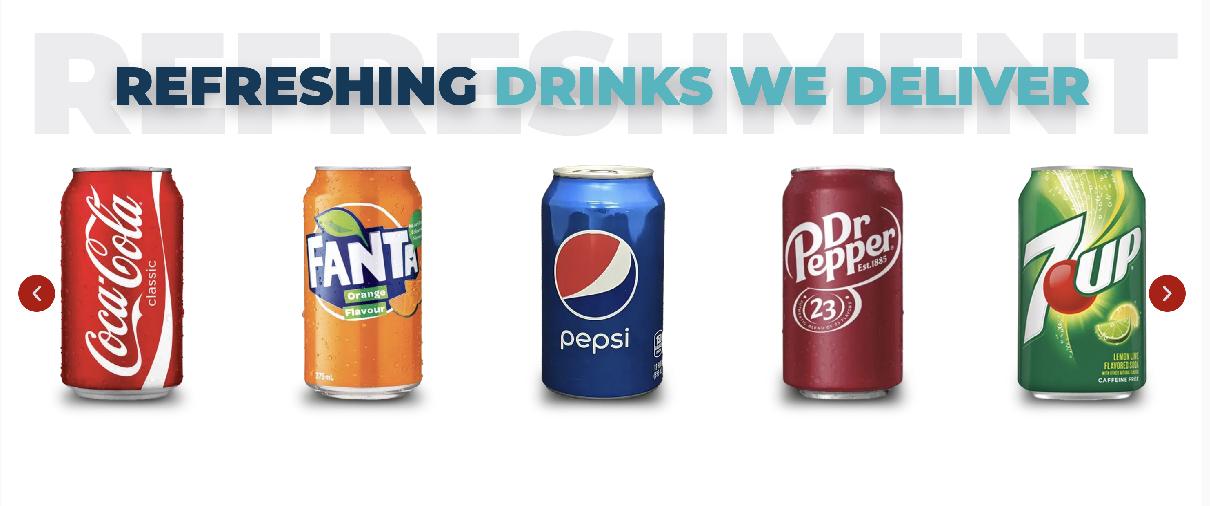 REFRESHMENT
REFRESHING DRINKS WE DELIVER
Coca-Cola
classic
FANTA
Orange
Flavour
375mL
pepsi
Dr
Pepper
Est.1885
23
7UP
LEMON LIME
FLAVORED SODA
CAFFEINE FREE